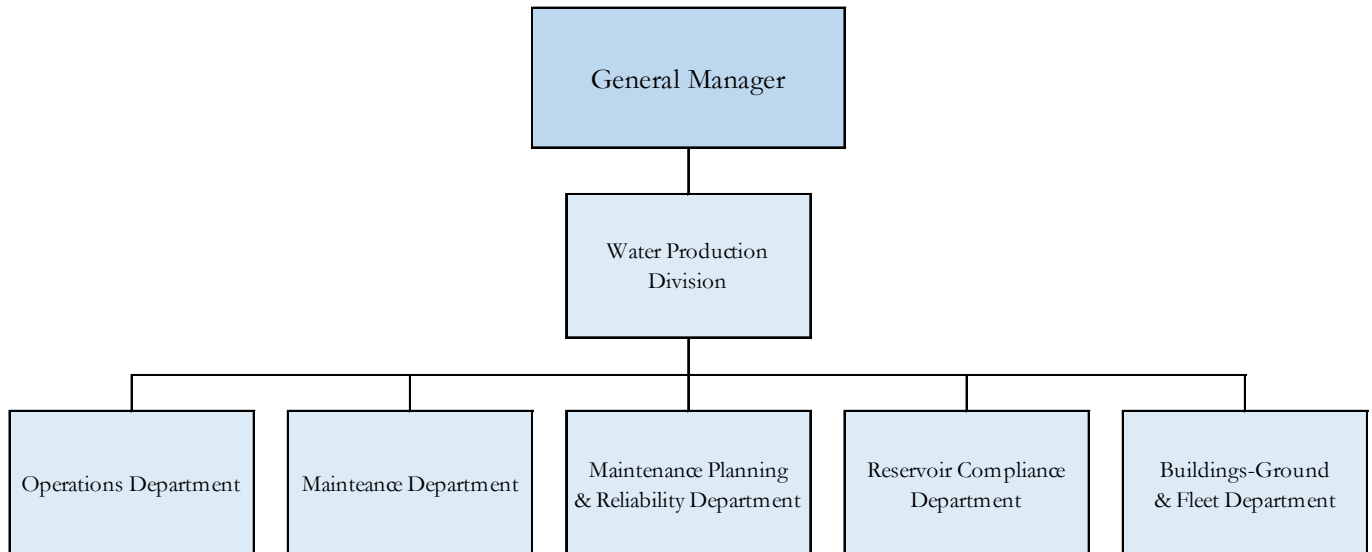 General Manager
Water Production
Division
Operations Department
Mainteance Department
Maintenance Planning
& Reliability Department
Reservoir Compliance
Department
Buildings-Ground
& Fleet Department